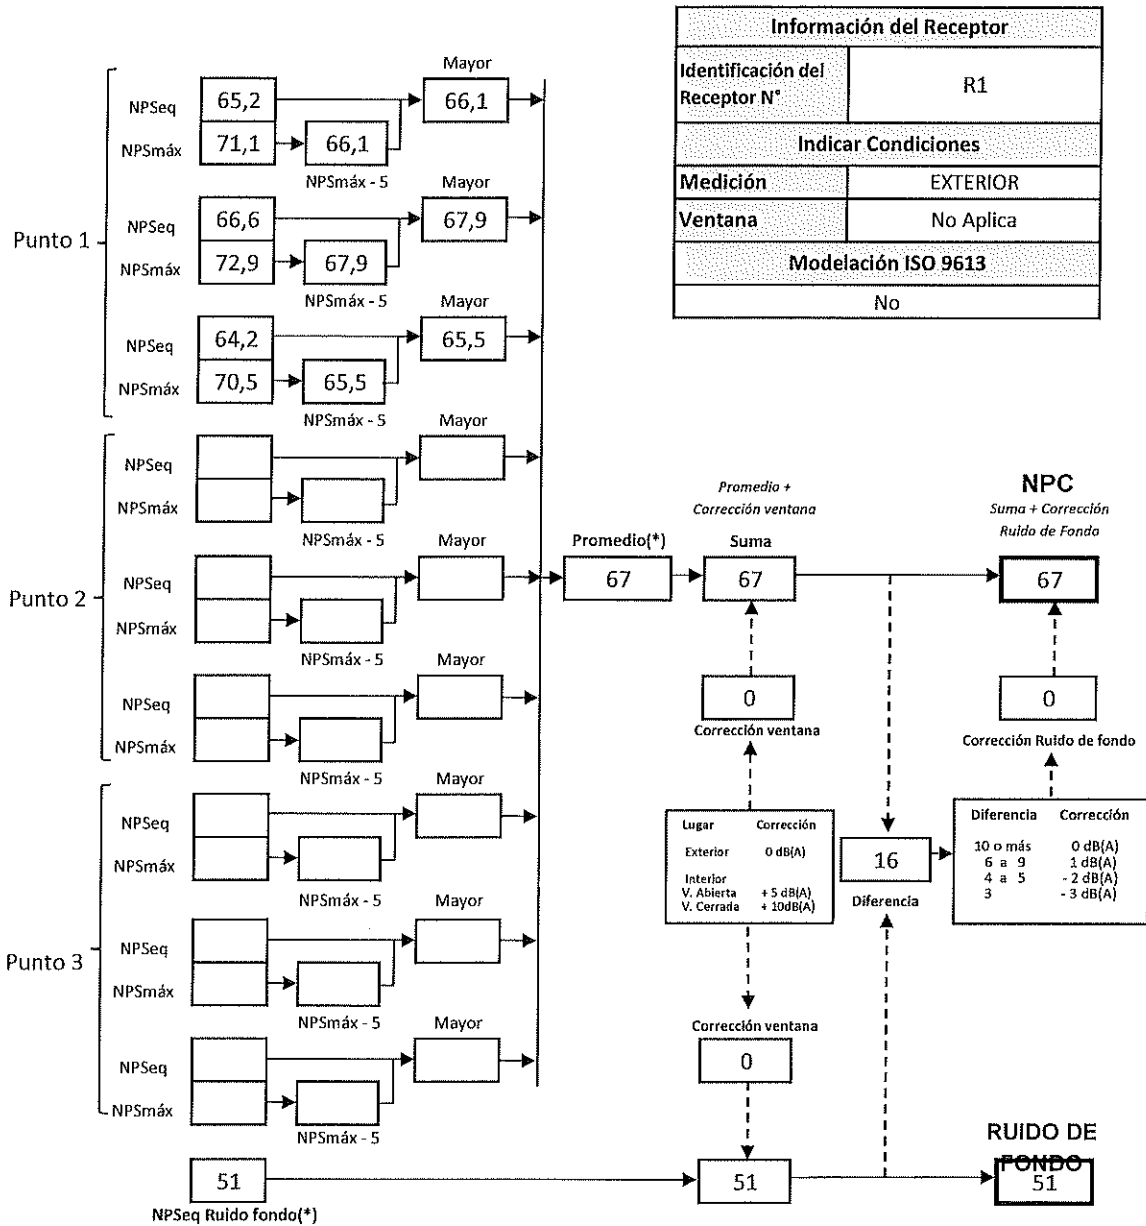 Información del Receptor
Identificación del Receptor N°
R1
Indicar Condiciones
Medición EXTERIOR
Ventana No Aplica
Modelación ISO 9613
No
Punto 1
Mayor
NPSeq 65,2 66,1
NPSmáx 71,1 66,1
NPSmáx - 5
Mayor
NPSeq 66,6 67,9
NPSmáx 72,9 67,9
NPSmáx - 5
Mayor
NPSeq 64,2 65,5
NPSmáx 70,5 65,5
NPSmáx - 5
Punto 2
Mayor
NPSeq
NPSmáx
NPSmáx - 5
Mayor
NPSeq
NPSmáx
NPSmáx - 5
Mayor
NPSeq
NPSmáx
NPSmáx - 5
Punto 3
Mayor
NPSeq
NPSmáx
NPSmáx - 5
Mayor
NPSeq
NPSmáx
NPSmáx - 5
Mayor
NPSeq
NPSmáx
NPSmáx - 5
Promedio(*)
67
Promedio +
Corrección ventana
Suma
67
NPC
Suma + Corrección
Ruido de Fondo
67
0
Corrección ventana
0
Corrección Ruido de fondo
Lugar Corrección
Exterior 0 dB(A)
Interior
V. Abierta + 5 dB(A)
V. Cerrada + 10dB(A)
16
Diferencia
Diferencia Corrección
10 o más 0 dB(A)
6 a 9 1 dB(A)
4 a 5 - 2 dB(A)
3 - 3 dB(A)
Corrección ventana
0
51
NPSeq Ruido fondo(*)
51
RUIDO DE
FONDO
51